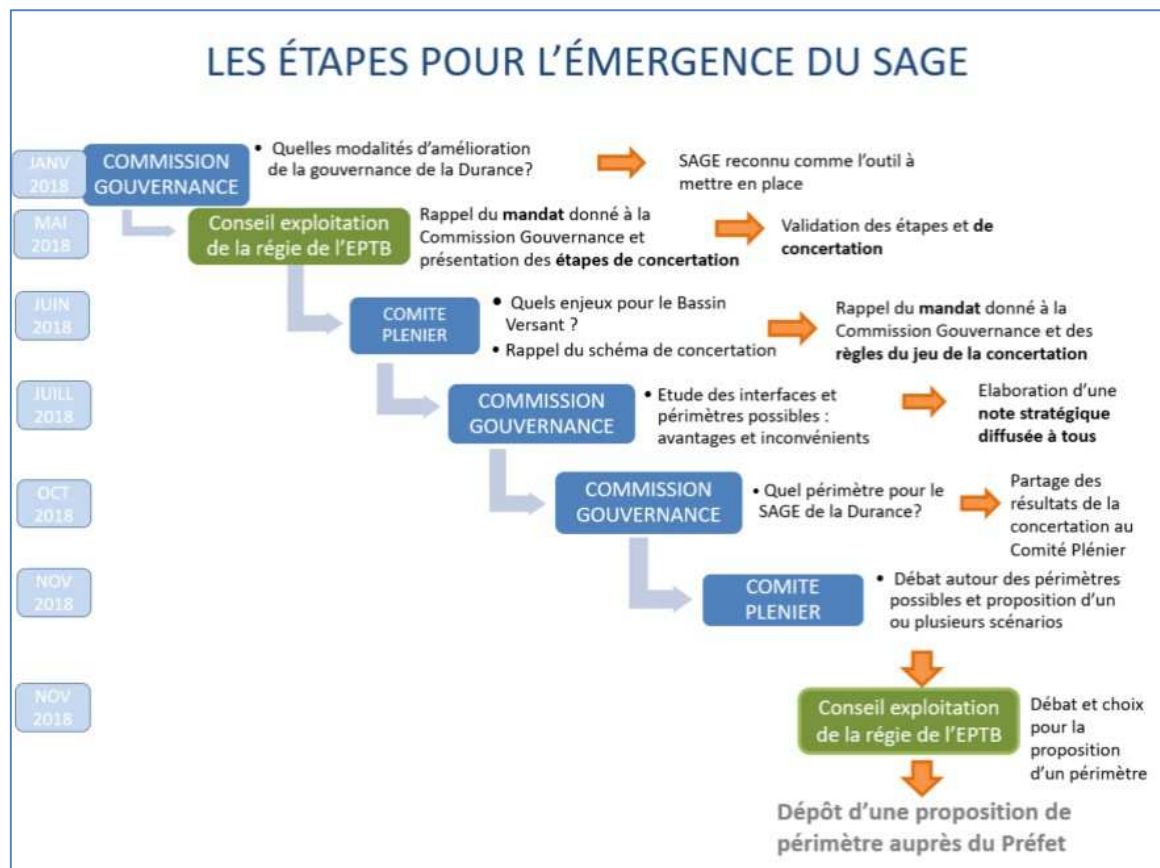 LES ÉTAPES POUR L’ÉMERGENCE DU SAGE
JANV
2018
COMMISSION
GOUVERNANCE
• Quelles modalités d’amélioration
de la gouvernance de la Durance?
SAGE reconnu comme l’outil à
mettre en place
MAI
2018
Conseil exploitation
de la régie de l’EPTB
Rappel du mandat donné à la
Commission Gouvernance et
présentation des étapes de concertation
Validation des étapes et de
concertation
JUIN
2018
COMITE
PLENIER
• Quels enjeux pour le Bassin
Versant ?
• Rappel du schéma de concertation
Rappel du mandat donné à la
Commission Gouvernance et des
règles du jeu de la concertation
JUILL
2018
COMMISSION
GOUVERNANCE
• Etude des interfaces et
périmètres possibles :
avantages et inconvénients
Elaboration d’une
note stratégique
diffusée à tous
OCT
2018
COMMISSION
GOUVERNANCE
• Quel périmètre pour le
SAGE de la Durance?
Partage des
résultats de la
concertation au
Comité Plénier
NOV
2018
COMITE
PLENIER
• Débat autour des périmètres
possibles et proposition d’un
ou plusieurs scénarios
NOV
2018
Conseil exploitation
de la régie de l’EPTB
Débat et choix
pour la
proposition
d’un périmètre
Dépôt d’une proposition de
périmètre auprès du Préfet